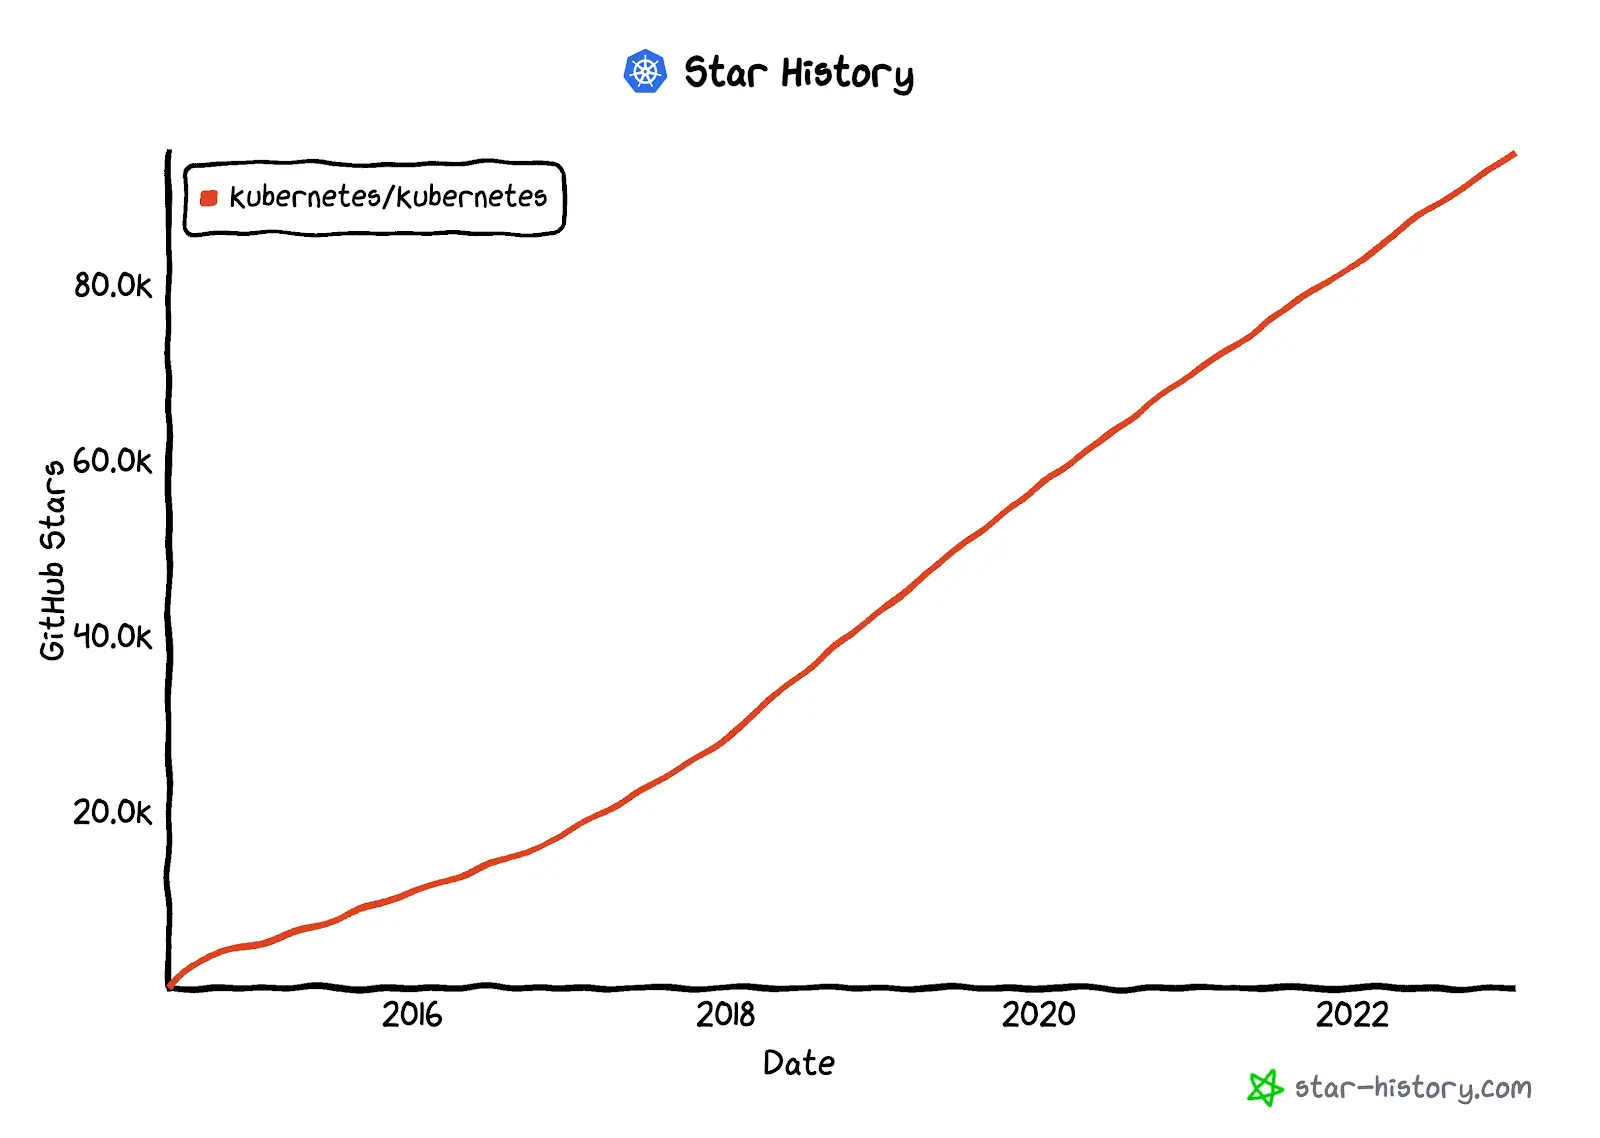 Star History
kubernetes/kubernetes
80.0K
60.0K
40.0K
20.0K
GitHub Stars
2016
2018
2020
2022
Date
star-history.com